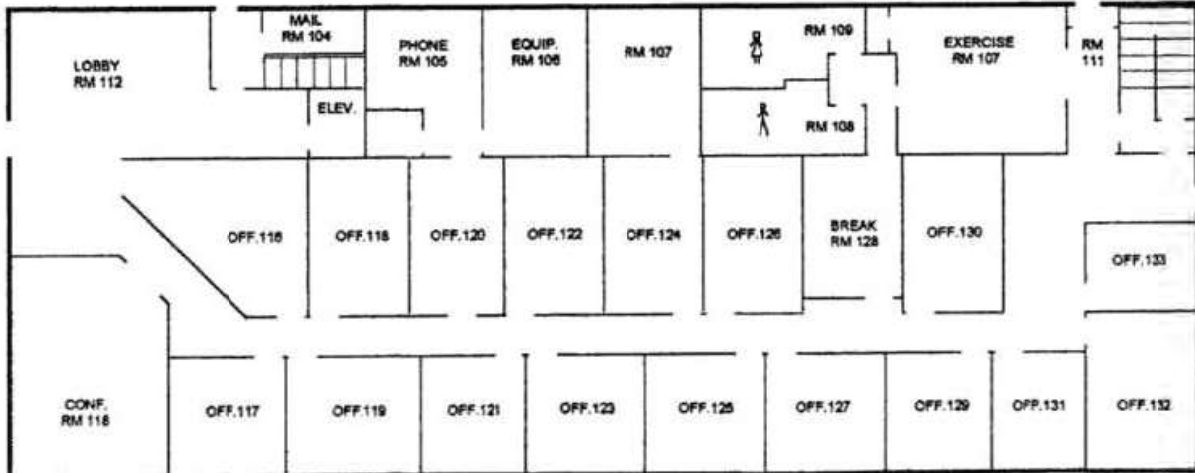 MAIL
RM 104
LOBBY
RM 112
ELEV.
PHONE
RM 105
EQUIP.
RM 106
RM 107
RM 109
RM 108
EXERCISE
RM 107
RM
111
OFF.116
OFF.118
OFF.120
OFF.122
OFF.124
OFF.126
BREAK
RM 128
OFF.130
OFF.133
CONF.
RM 118
OFF.117
OFF.119
OFF.121
OFF.123
OFF.125
OFF.127
OFF.129
OFF.131
OFF.132